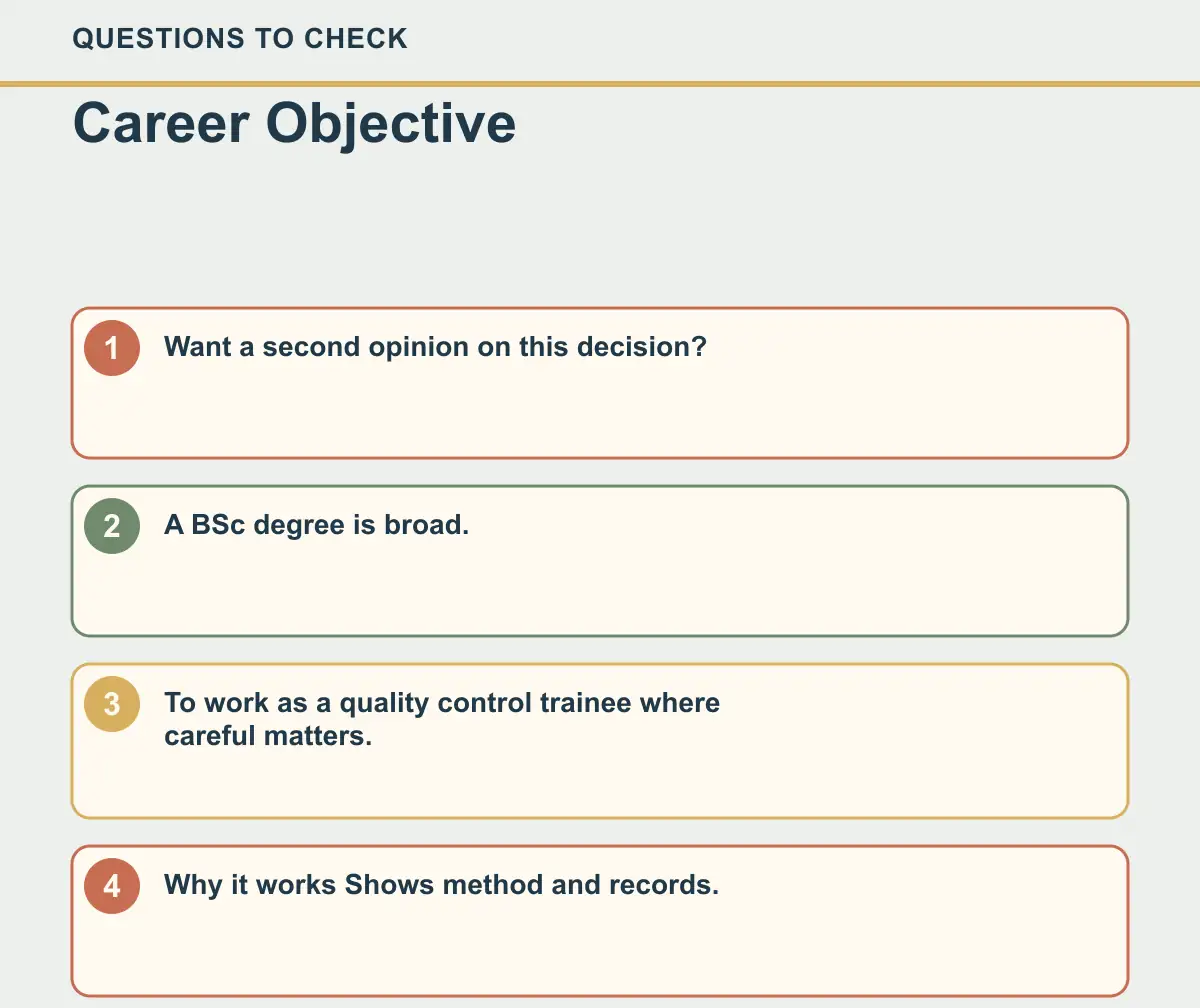 QUESTIONS TO CHECK
Career Objective
1
Want a second opinion on this decision?
2
A BSc degree is broad.
3
To work as a quality control trainee where
careful matters.
4
Why it works Shows method and records.